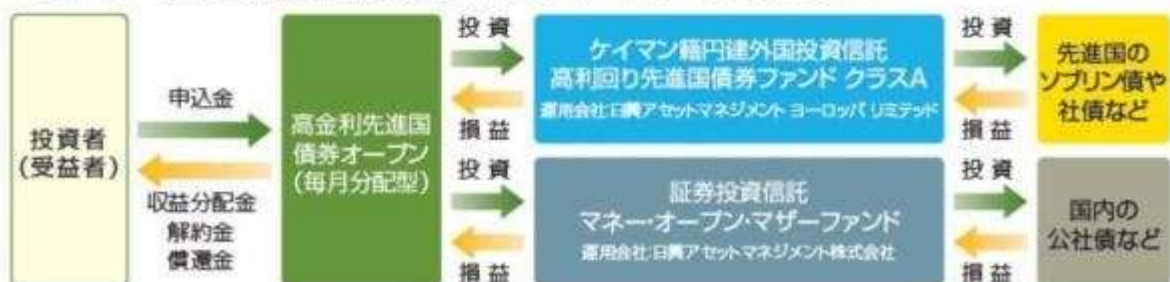 投資者
(受益者)
申込金
収益分配金
解約金
償還金
高金利先進国
債券オープン
(毎月分配型)
投資
損益
投資
損益
ケイマン籍円建外国投資信託
高利回り先進国債券ファンド クラスA
運用会社:日興アセットマネジメント ヨーロッパ リミテッド
証券投資信託
マネー・オープン・マザーファンド
運用会社:日興アセットマネジメント株式会社
投資
損益
投資
損益
先進国の
ソブリン債や
社債など
国内の
公社債など